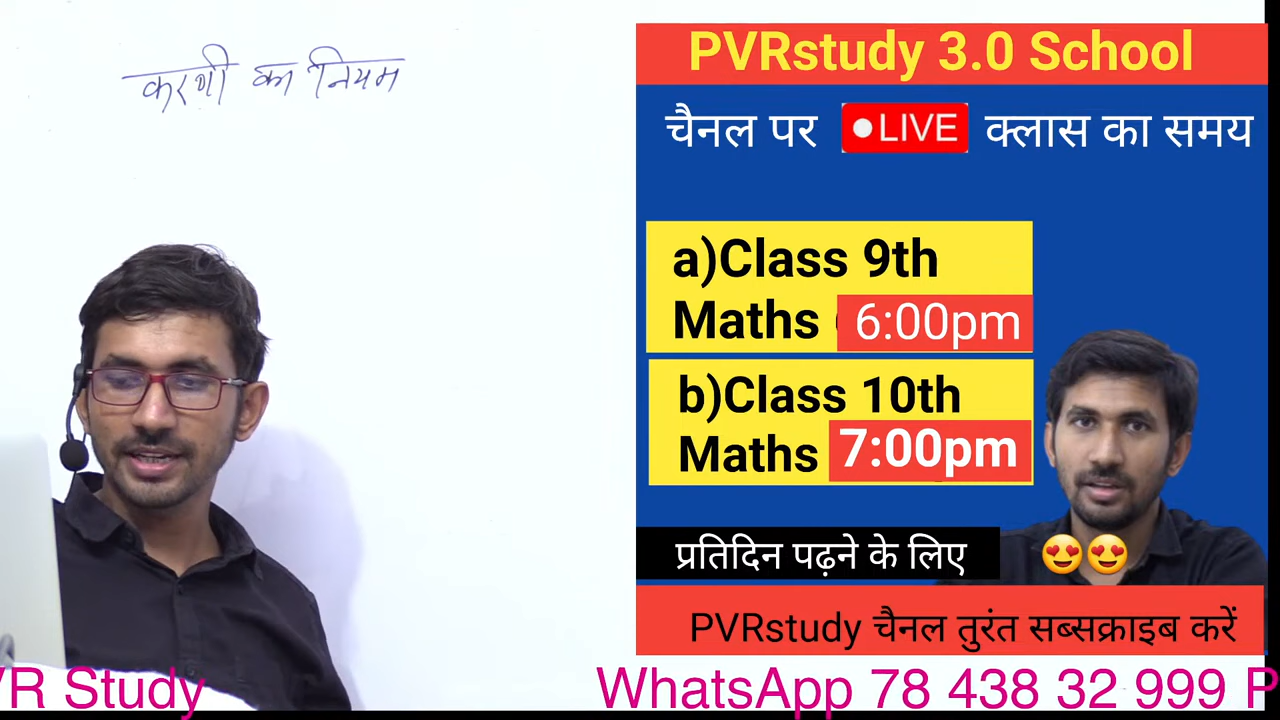 करणी का नियम
PVRstudy 3.0 School
चैनल पर LIVE क्लास का समय
a)Class 9th
Maths 6:00pm
b)Class 10th
Maths 7:00pm
प्रतिदिन पढ़ने के लिए
PVRstudy चैनल तुरंत सब्सक्राइब करें
VR Study WhatsApp 78 438 32 999 P